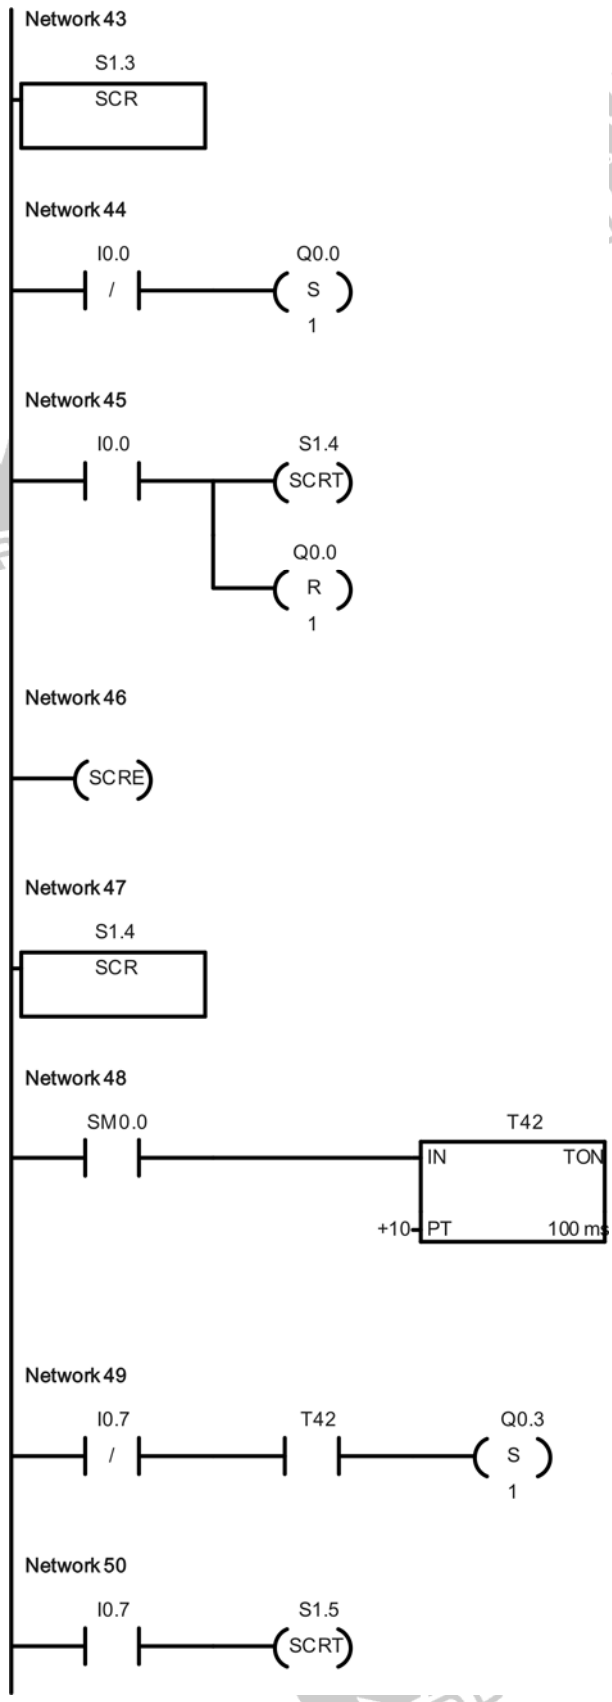 Network 43
S1.3
SCR
Network 44
I0.0 Q0.0
/ S
1
Network 45
I0.0 S1.4
SCRT
Q0.0
R
1
Network 46
SCRE
Network 47
S1.4
SCR
Network 48
SM0.0 T42
IN TON
+10 PT 100 ms
Network 49
I0.7 T42 Q0.3
/ S
1
Network 50
I0.7 S1.5
SCRT